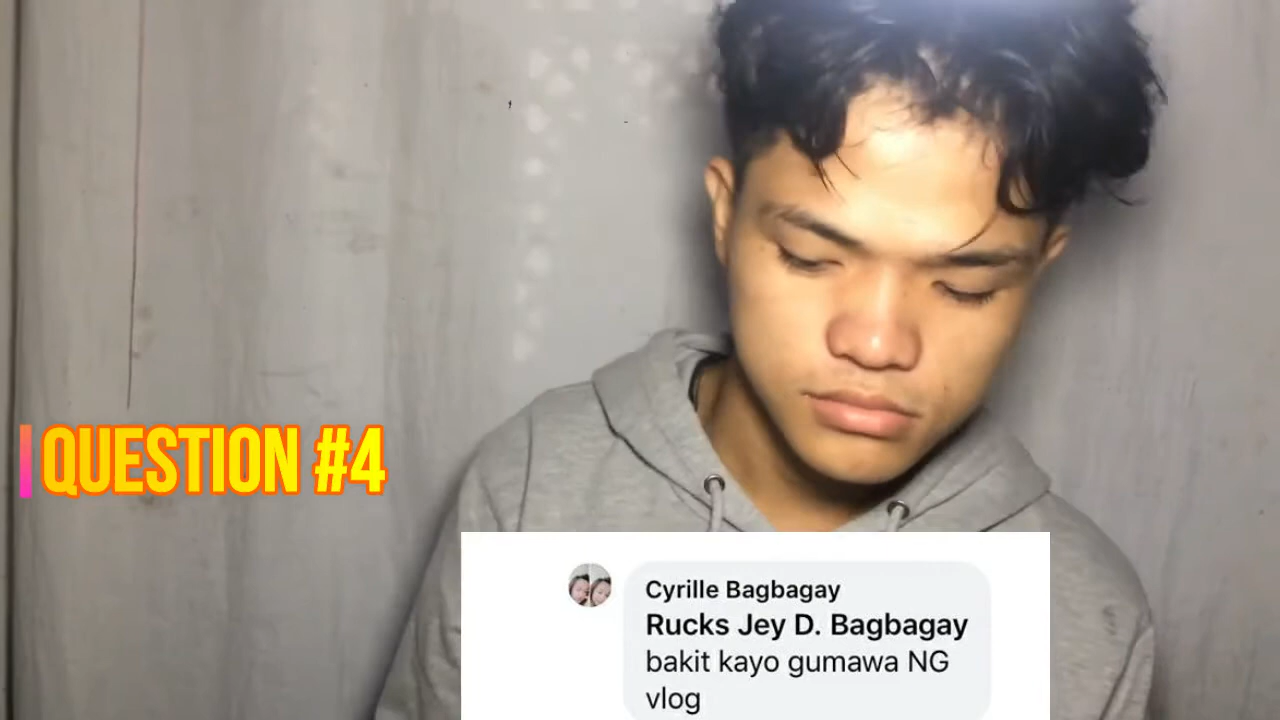 QUESTION #4
Cyrille Bagbagay
Rucks Jey D. Bagbagay
bakit kayo gumawa NG
vlog